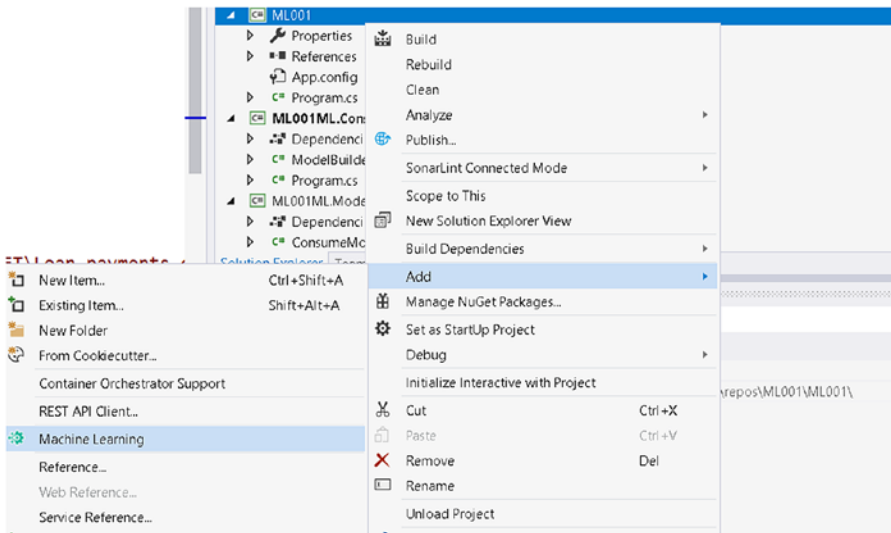 ML001
Properties
References
App.config
C# Program.cs
ML001ML.Con
Dependenci
C# ModelBuilde
C# Program.cs
ML001ML.Mode
Dependenci
C# ConsumeMo
Solution Explorer
Build
Rebuild
Clean
Analyze
Publish...
SonarLint Connected Mode
Scope to This
New Solution Explorer View
Build Dependencies
Add
Manage NuGet Packages...
Set as StartUp Project
Debug
Initialize Interactive with Project
Cut Ctrl+X
Paste Ctrl+V
Remove Del
Rename
Unload Project
New Item... Ctrl+Shift+A
Existing Item... Shift+Alt+A
New Folder
From Cookiecutter...
Container Orchestrator Support
REST API Client...
Machine Learning
Reference...
Web Reference...
Service Reference...
\repos\ML001\ML001\